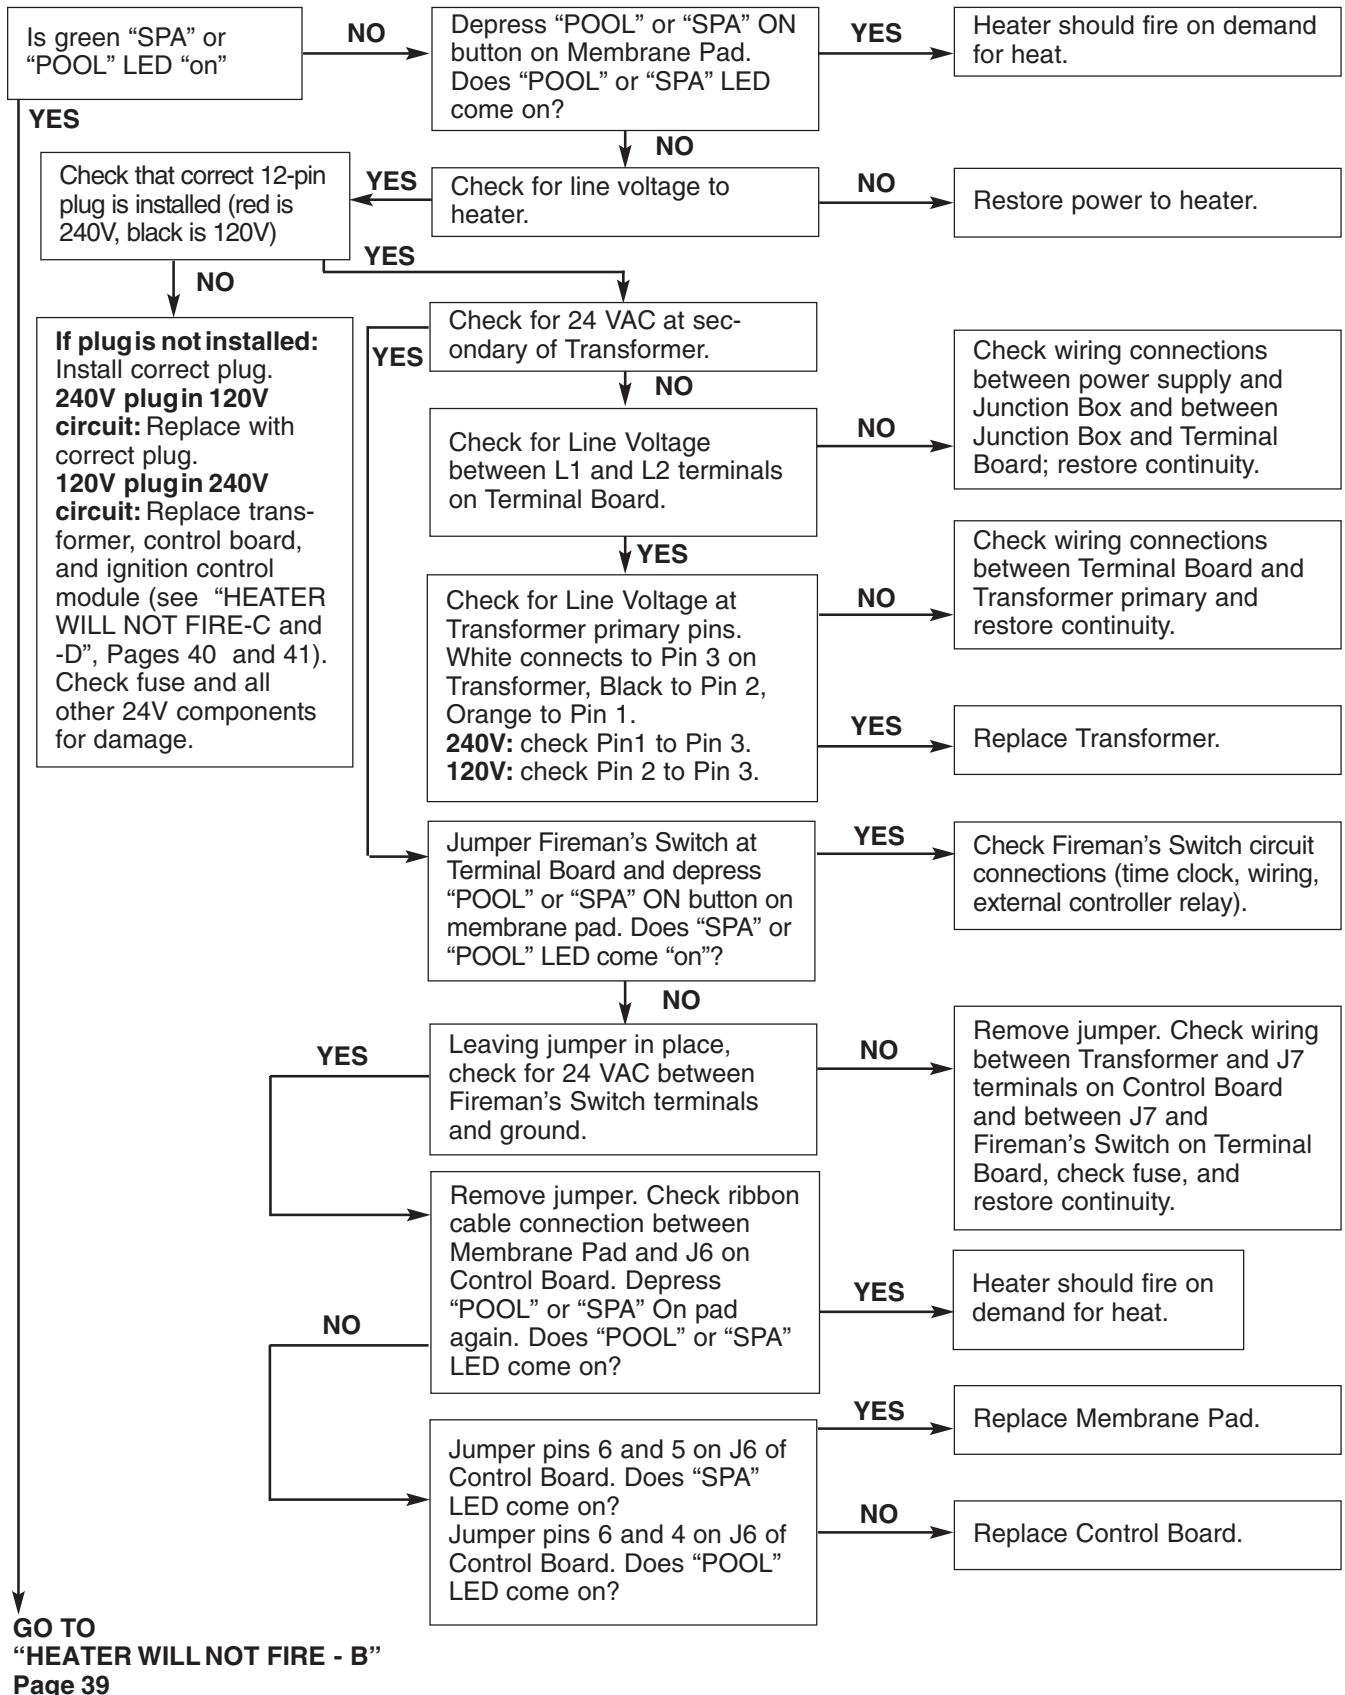 Is green “SPA” or
“POOL” LED “on”
NO
Depress “POOL” or “SPA” ON
button on Membrane Pad.
Does “POOL” or “SPA” LED
come on?
YES
Heater should fire on demand
for heat.
YES
NO
Check that correct 12-pin
plug is installed (red is
240V, black is 120V)
YES
Check for line voltage to
heater.
NO
Restore power to heater.
YES
NO
If plug is not installed:
Install correct plug.
240V plug in 120V
circuit: Replace with
correct plug.
120V plug in 240V
circuit: Replace trans-
former, control board,
and ignition control
module (see “HEATER
WILL NOT FIRE-C and
-D”, Pages 40 and 41).
Check fuse and all
other 24V components
for damage.
Check for 24 VAC at sec-
ondary of Transformer.
YES
NO
Check for Line Voltage
between L1 and L2 terminals
on Terminal Board.
NO
Check wiring connections
between power supply and
Junction Box and between
Junction Box and Terminal
Board; restore continuity.
YES
Check for Line Voltage at
Transformer primary pins.
White connects to Pin 3 on
Transformer, Black to Pin 2,
Orange to Pin 1.
240V: check Pin1 to Pin 3.
120V: check Pin 2 to Pin 3.
NO
Check wiring connections
between Terminal Board and
Transformer primary and
restore continuity.
YES
Replace Transformer.
Jumper Fireman’s Switch at
Terminal Board and depress
“POOL” or “SPA” ON button on
membrane pad. Does “SPA” or
“POOL” LED come “on”?
YES
Check Fireman’s Switch circuit
connections (time clock, wiring,
external controller relay).
NO
Leaving jumper in place,
check for 24 VAC between
Fireman’s Switch terminals
and ground.
YES
NO
Remove jumper. Check wiring
between Transformer and J7
terminals on Control Board
and between J7 and
Fireman’s Switch on Terminal
Board, check fuse, and
restore continuity.
Remove jumper. Check ribbon
cable connection between
Membrane Pad and J6 on
Control Board. Depress
“POOL” or “SPA” On pad
again. Does “POOL” or “SPA”
LED come on?
YES
Heater should fire on
demand for heat.
NO
Jumper pins 6 and 5 on J6 of
Control Board. Does “SPA”
LED come on?
Jumper pins 6 and 4 on J6 of
Control Board. Does “POOL”
LED come on?
YES
Replace Membrane Pad.
NO
Replace Control Board.
GO TO
“HEATER WILL NOT FIRE - B”
Page 39